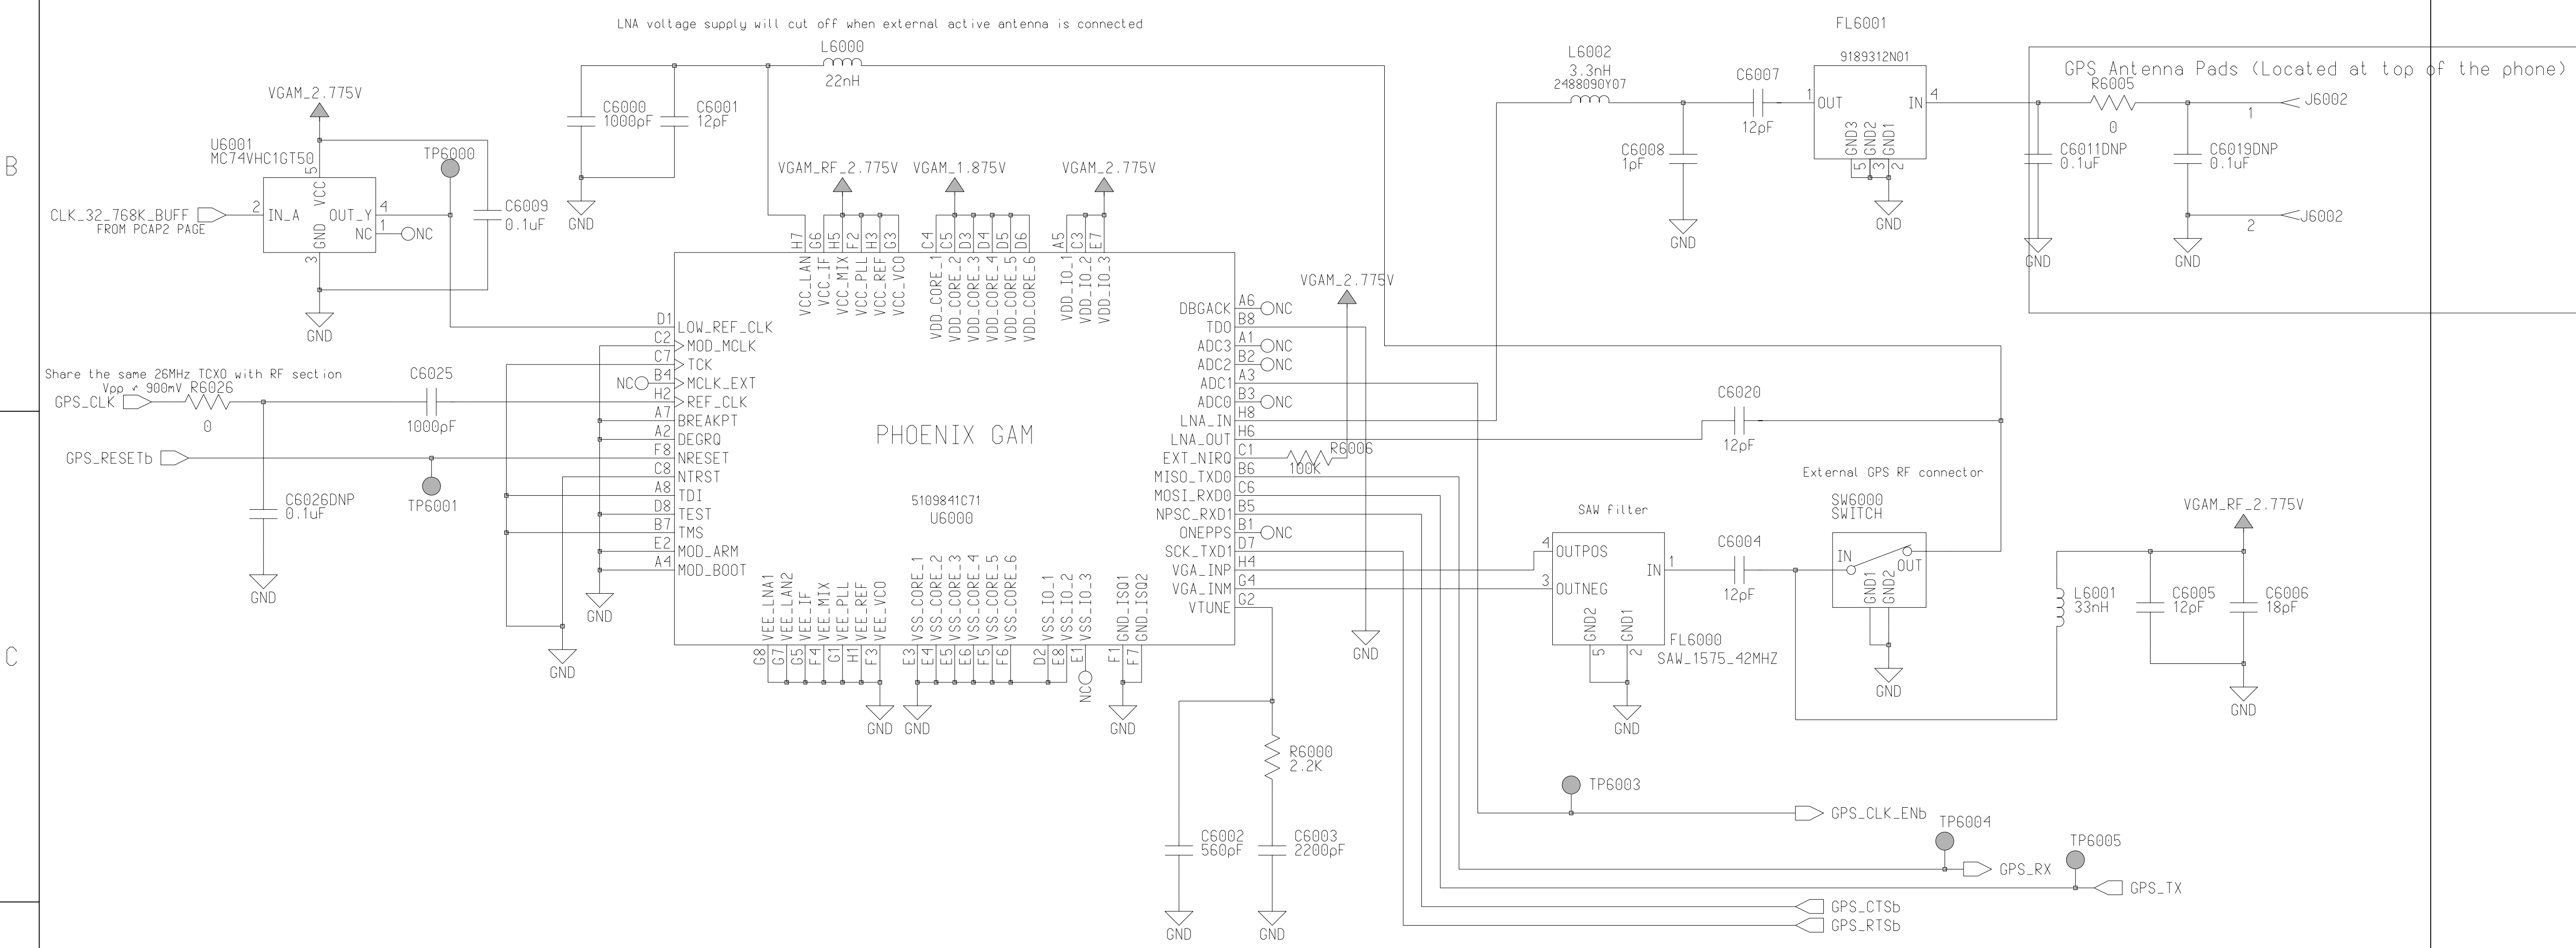 LNA voltage supply will cut off when external active antenna is connected
L6000
22nH
C6000
1000pF
C6001
12pF
GND
VGAM_2.775V
U6001
MC74VHC1GT50
5
VCC
2
IN_A
OUT_Y
4
NC
1
NC
GND
3
GND
TP6000
C6009
0.1uF
CLK_32_768K_BUFF
FROM PCAP2 PAGE
VGAM_RF_2.775V
VGAM_1.875V
VGAM_2.775V
H7
G6
H5
F2
H3
G3
C4
C5
D3
D4
D5
D6
A5
C3
E7
VCC_LAN
VCC_IF
VCC_MIX
VCC_PLL
VCC_REF
VCC_VCO
VDD_CORE_1
VDD_CORE_2
VDD_CORE_3
VDD_CORE_4
VDD_CORE_5
VDD_CORE_6
VDD_IO_1
VDD_IO_2
VDD_IO_3
FL6001
L6002
3.3nH
2488090Y07
C6007
12pF
C6008
1pF
GND
9189312N01
1
OUT
IN
4
GND3
GND2
GND1
5
3
2
GND
GPS Antenna Pads (Located at top of the phone)
R6005
0
C6011DNP
0.1uF
C6019DNP
0.1uF
1
J6002
2
J6002
GND
GND
B
C
Share the same 26MHz TCXO with RF section
Vpp < 900mV
R6026
0
GPS_CLK
C6025
1000pF
GPS_RESETb
TP6001
C6026DNP
0.1uF
GND
GND
GND
D1
LOW_REF_CLK
C2
MOD_MCLK
C7
TCK
NC
B4
MCLK_EXT
H2
REF_CLK
A7
BREAKPT
A2
DEGRQ
F8
NRESET
C8
NTRST
A8
TDI
D8
TEST
B7
TMS
E2
MOD_ARM
A4
MOD_BOOT
PHOENIX GAM
5109841C71
U6000
DBGACK
A6
NC
TDO
B8
ADC3
A1
NC
ADC2
B2
NC
ADC1
A3
ADC0
B3
NC
LNA_IN
H8
LNA_OUT
H6
EXT_NIRQ
C1
MISO_TXD0
B6
MOSI_RXD0
C6
NPSC_RXD1
B5
ONEPPS
B1
NC
SCK_TXD1
D7
VGA_INP
H4
VGA_INM
G4
VTUNE
G2
VGAM_2.775V
R6006
100K
GND
VEE_LNA1
VEE_LAN2
VEE_IF
VEE_MIX
VEE_PLL
VEE_REF
VEE_VCO
VSS_CORE_1
VSS_CORE_2
VSS_CORE_3
VSS_CORE_4
VSS_CORE_5
VSS_CORE_6
VSS_IO_1
VSS_IO_2
VSS_IO_3
GND_ISQ1
GND_ISQ2
G8
G7
G5
F4
G1
H1
F3
E3
E4
E5
E6
F5
F6
D2
E8
E1
F1
F7
NC
GND
GND
GND
C6020
12pF
External GPS RF connector
SW6000
SWITCH
IN
OUT
GND1
GND2
GND
SAW filter
4
OUTPOS
3
OUTNEG
IN
1
GND2
GND1
5
2
FL6000
SAW_1575_42MHZ
GND
C6004
12pF
VGAM_RF_2.775V
L6001
33nH
C6005
12pF
C6006
18pF
GND
R6000
2.2K
C6002
560pF
C6003
2200pF
GND
GND
TP6003
GPS_CLK_ENb
TP6004
GPS_RX
TP6005
GPS_TX
GPS_CTSb
GPS_RTSb